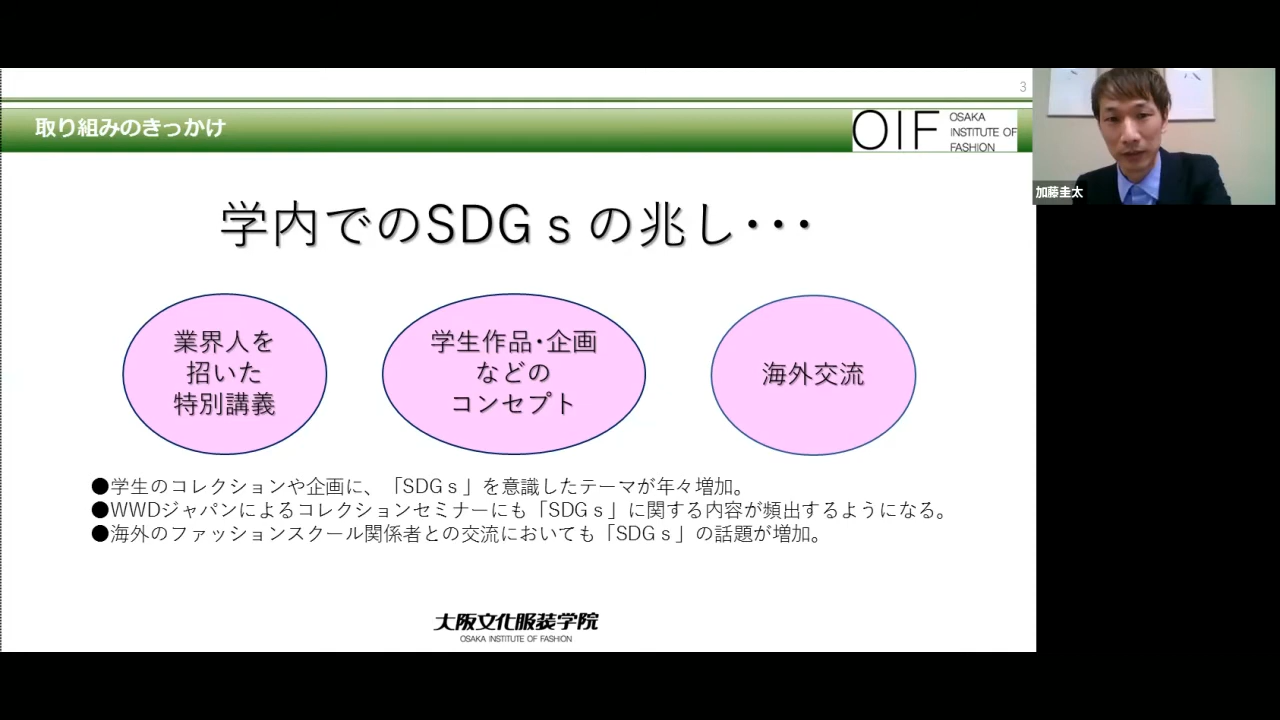 3
取り組みのきっかけ
OIF
OSAKA
INSTITUTE OF
FASHION
加藤圭太
学内でのSDGｓの兆し･･･
業界人を
招いた
特別講義
学生作品･企画
などの
コンセプト
海外交流
●学生のコレクションや企画に、「SDGｓ」を意識したテーマが年々増加。
●WWDジャパンによるコレクションセミナーにも「SDGｓ」に関する内容が頻出するようになる。
●海外のファッションスクール関係者との交流においても「SDGｓ」の話題が増加。
大阪文化服装学院
OSAKA INSTITUTE OF FASHION